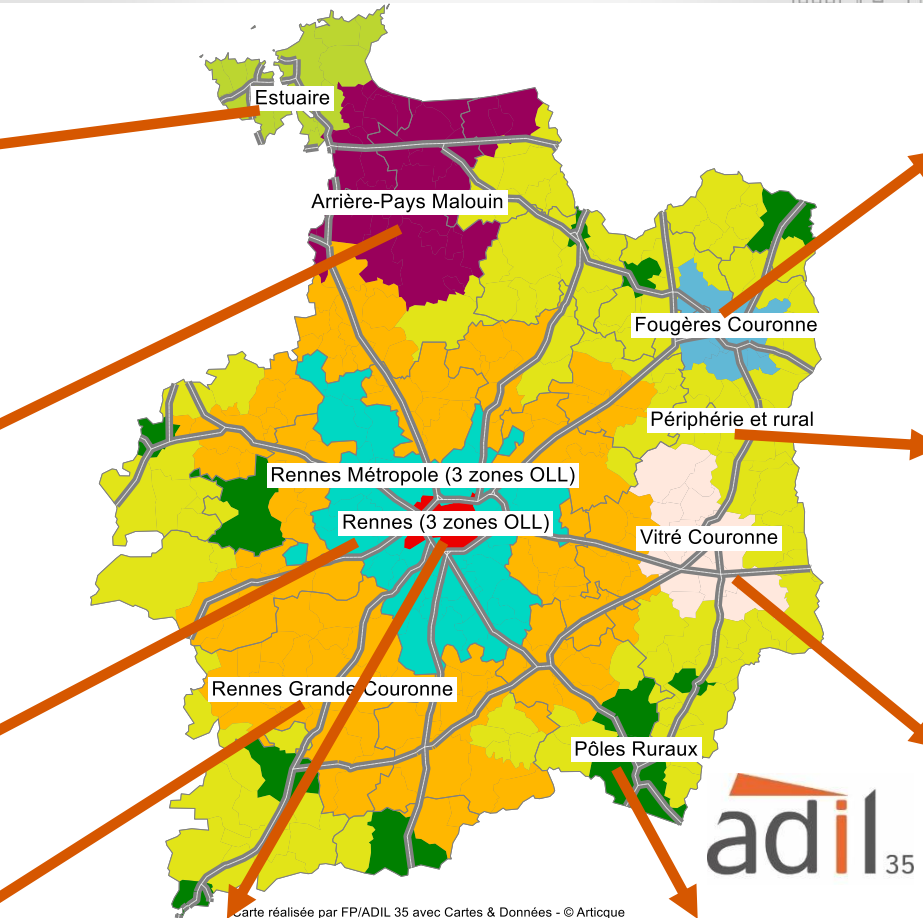 Estuaire
Arrière-Pays Malouin
Fougères Couronne
Périphérie et rural
Rennes Métropole (3 zones OLL)
Rennes (3 zones OLL)
Vitré Couronne
Rennes Grande Couronne
Pôles Ruraux
adil 35
Carte réalisée par FP/ADIL 35 avec Cartes & Données - © Articque